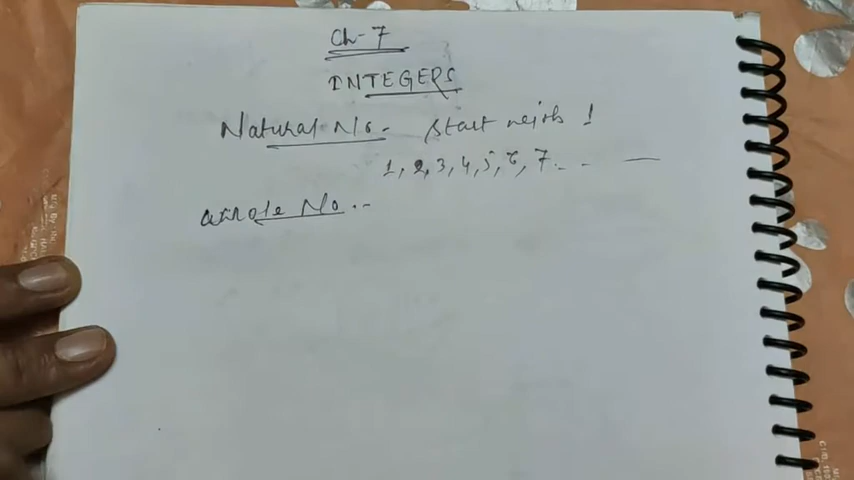 Ch-7
INTEGERS
Natural No. Start with 1
1, 2, 3, 4, 5, 6, 7 . . . —
whole No. -